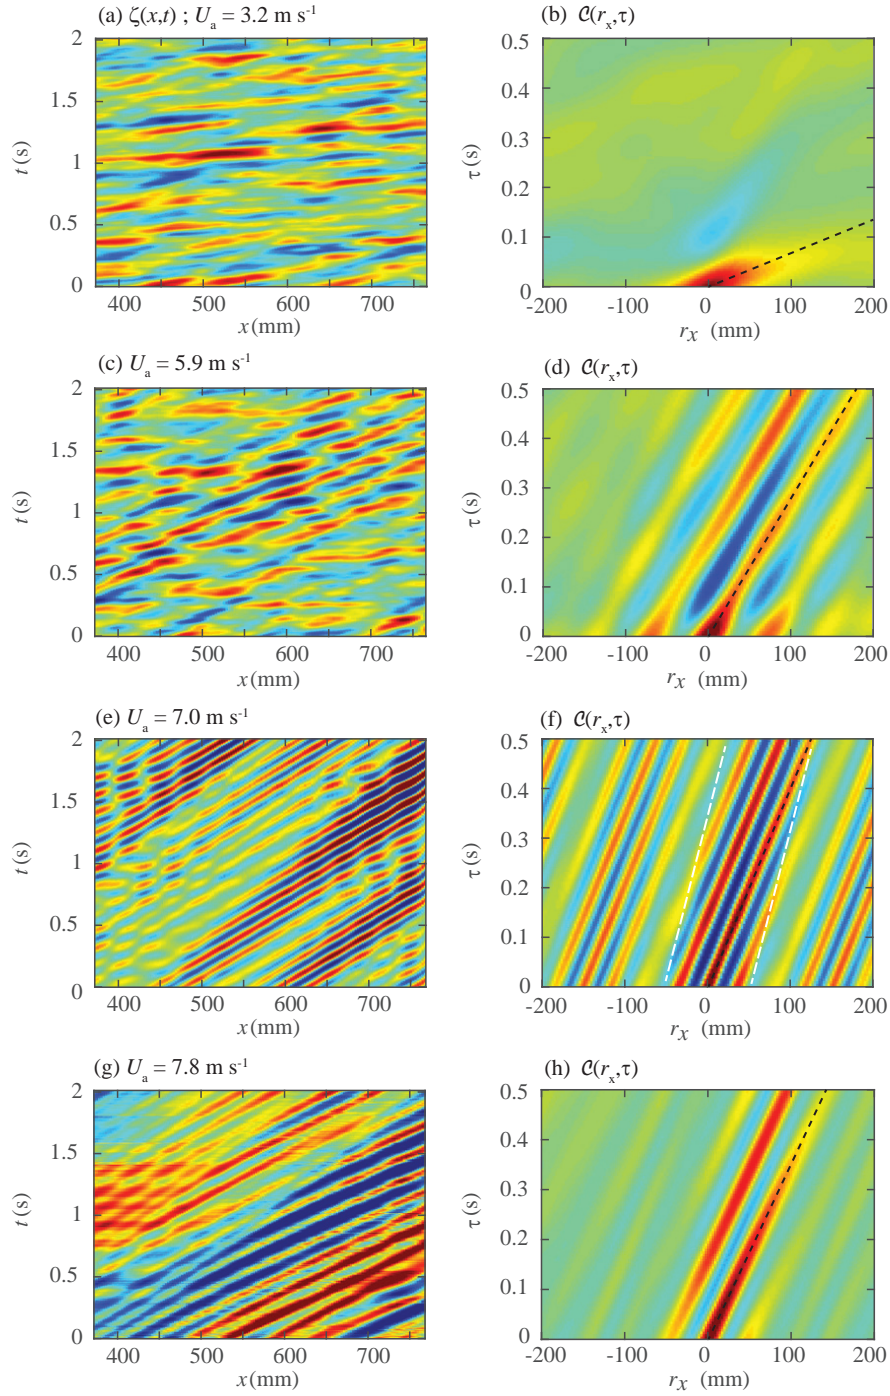 (a) ζ(x,t) ; Uₐ = 3.2 m s⁻¹
(b) C(rₓ,τ)
2
1.5
1
0.5
0
t (s)
400 500 600 700
x (mm)
0.5
0.4
0.3
0.2
0.1
0
τ (s)
-200 -100 0 100 200
rₓ (mm)
(c) Uₐ = 5.9 m s⁻¹
(d) C(rₓ,τ)
2
1.5
1
0.5
0
t (s)
400 500 600 700
x (mm)
0.5
0.4
0.3
0.2
0.1
0
τ (s)
-200 -100 0 100 200
rₓ (mm)
(e) Uₐ = 7.0 m s⁻¹
(f) C(rₓ,τ)
2
1.5
1
0.5
0
t (s)
400 500 600 700
x (mm)
0.5
0.4
0.3
0.2
0.1
0
τ (s)
-200 -100 0 100 200
rₓ (mm)
(g) Uₐ = 7.8 m s⁻¹
(h) C(rₓ,τ)
2
1.5
1
0.5
0
t (s)
400 500 600 700
x (mm)
0.5
0.4
0.3
0.2
0.1
0
τ (s)
-200 -100 0 100 200
rₓ (mm)